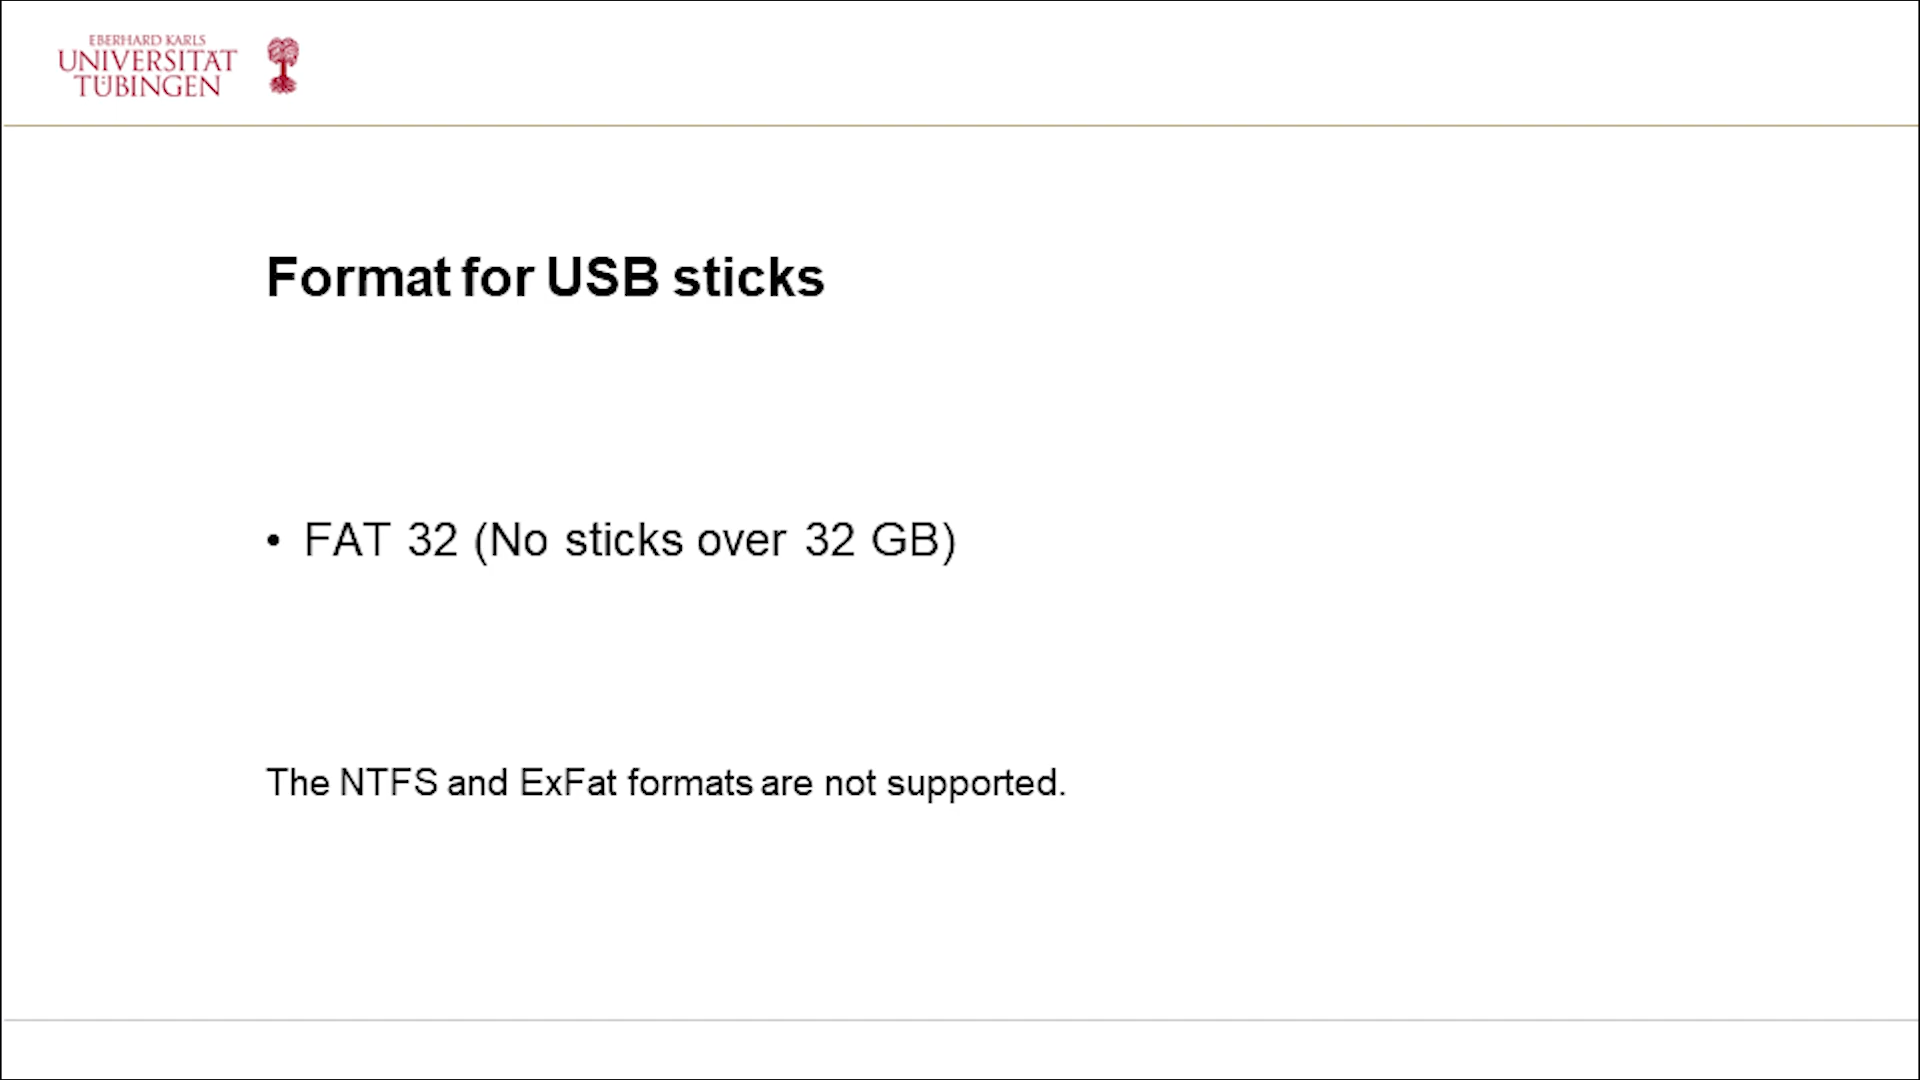 EBERHARD KARLS
UNIVERSITÄT
TÜBINGEN
Format for USB sticks
• FAT 32 (No sticks over 32 GB)
The NTFS and ExFat formats are not supported.